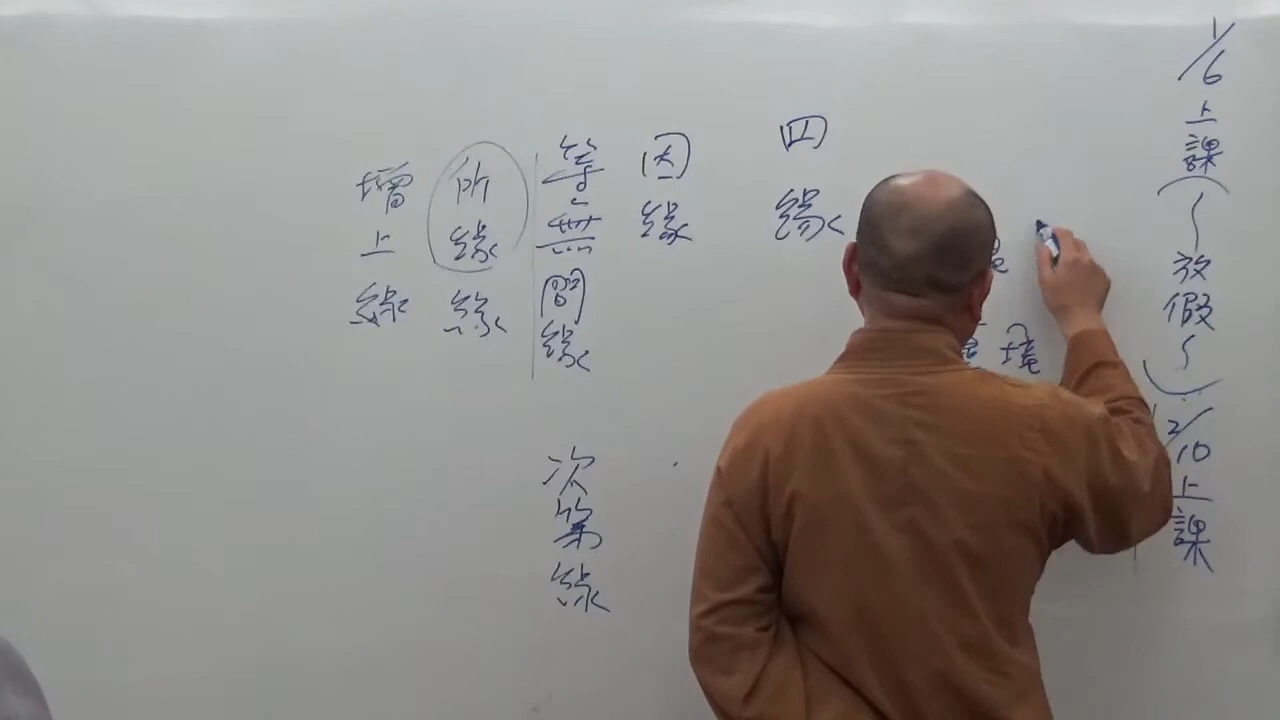 1/6上課(~放假~)2/10上課
境
四緣
因緣
等無間緣
次第緣
所緣緣
增上緣